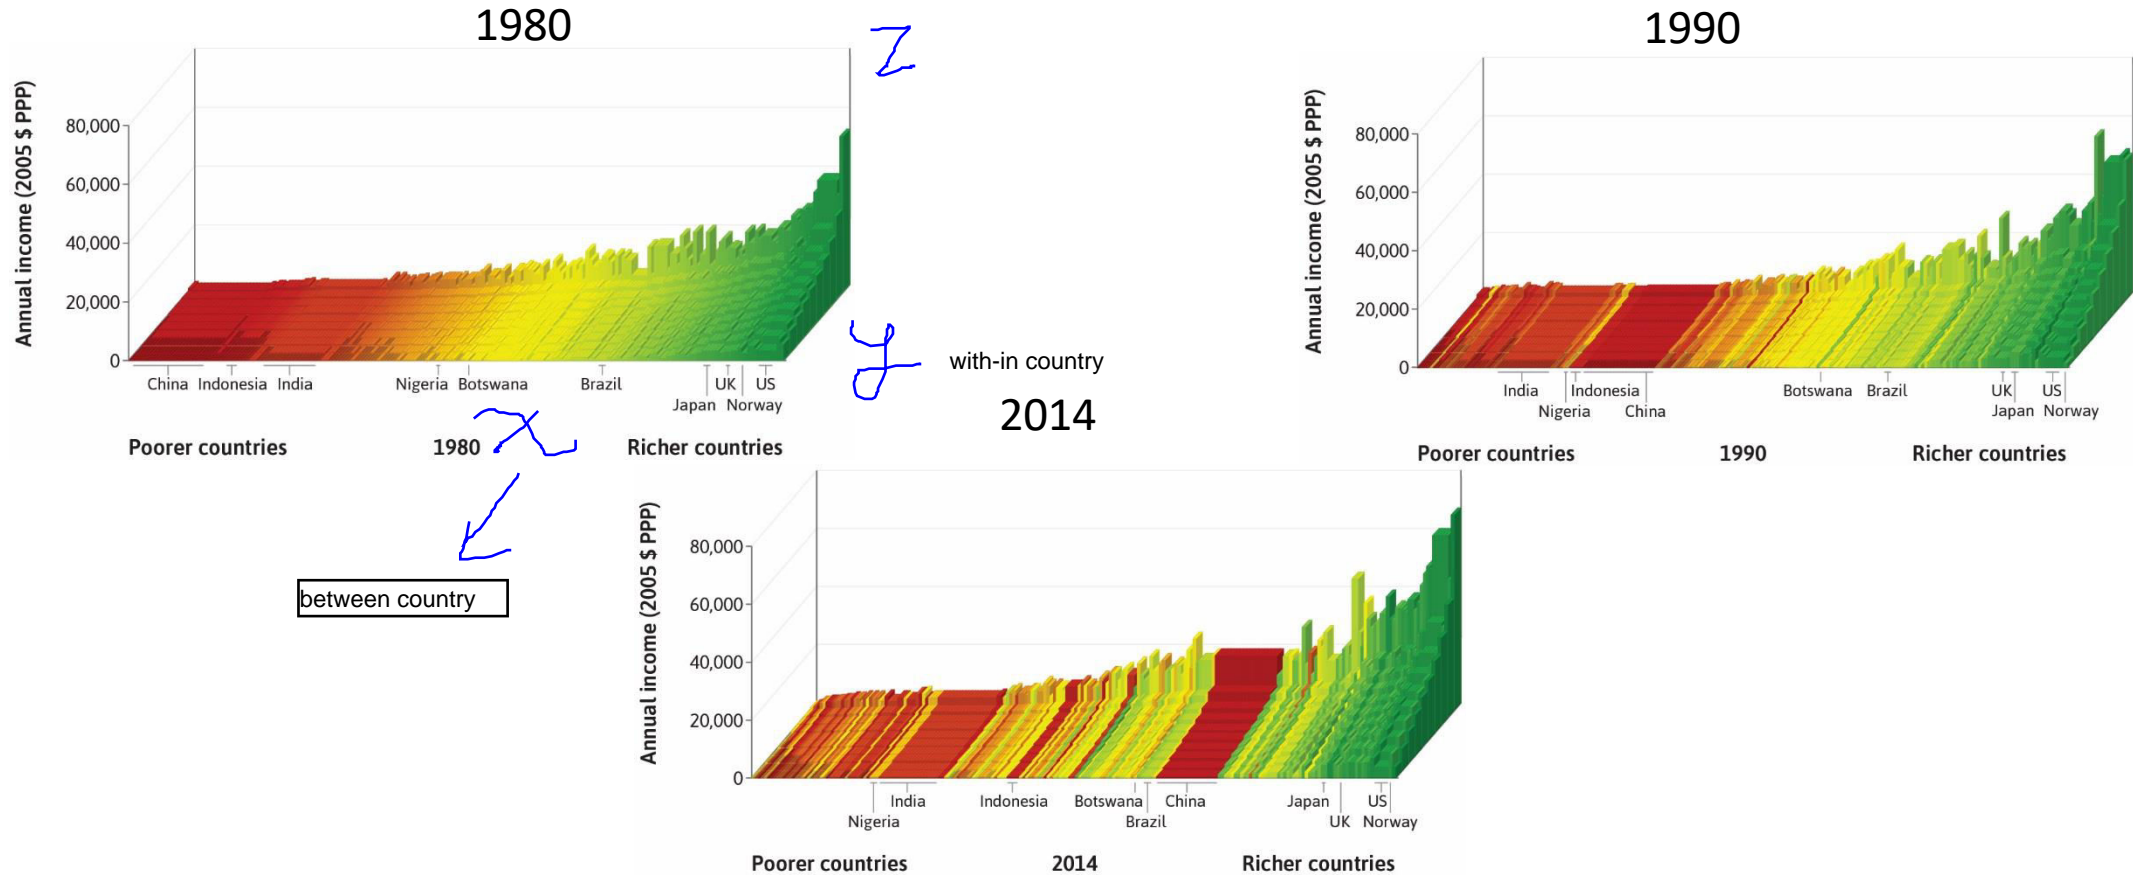 1980
Annual income (2005 $ PPP)
80,000
60,000
40,000
20,000
0
China Indonesia India Nigeria Botswana Brazil UK US
Japan Norway
Poorer countries 1980 Richer countries
z
y
with-in country
x
between country
1990
Annual income (2005 $ PPP)
80,000
60,000
40,000
20,000
0
India Indonesia Botswana Brazil UK US
Nigeria China Japan Norway
Poorer countries 1990 Richer countries
2014
Annual income (2005 $ PPP)
80,000
60,000
40,000
20,000
0
India Indonesia Botswana China Japan US
Nigeria Brazil UK Norway
Poorer countries 2014 Richer countries